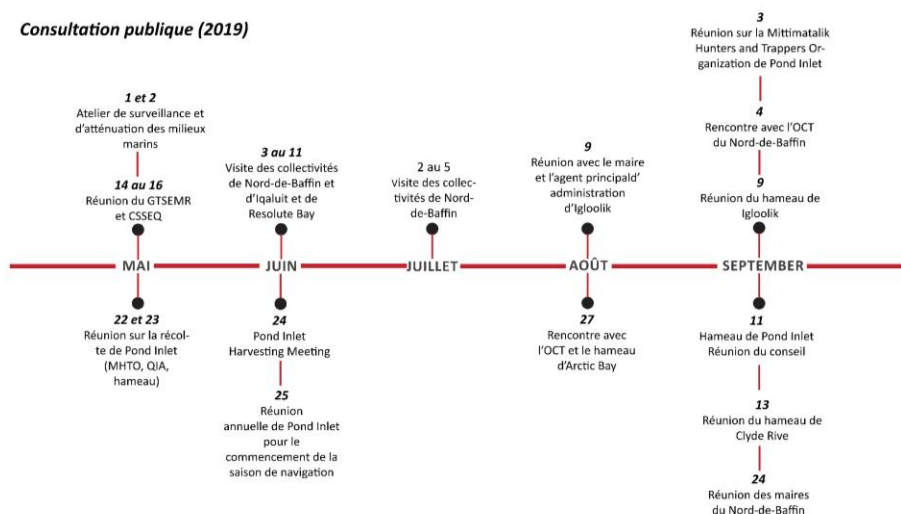 Consultation publique (2019)
1 et 2
Atelier de surveillance et
d'atténuation des milieux
marins
14 au 16
Réunion du GTSEMR
et CSSEQ
MAI
22 et 23
Réunion sur la récol-
te de Pond Inlet
(MHTO, QIA,
hameau)
3 au 11
Visite des collectivités
de Nord-de-Baffin et
d'Iqaluit et de
Resolute Bay
JUIN
24
Pond Inlet
Harvesting Meeting
25
Réunion
annuelle de Pond Inlet
pour le
commencement de la
saison de navigation
2 au 5
Visite des collec-
tivités de Nord-
de-Baffin
JUILLET
9
Réunion avec le maire
et l'agent principald'
administration
d'Igloolik
AOÛT
27
Rencontre avec
l'OCT et le hameau
d'Arctic Bay
3
Réunion sur la Mittimatalik
Hunters and Trappers Or-
ganization de Pond Inlet
4
Rencontre avec l'OCT
du Nord-de-Baffin
9
Réunion du hameau de
Igloolik
SEPTEMBER
11
Hameau de Pond Inlet
Réunion du conseil
13
Réunion du hameau de
Clyde Rive
24
Réunion des maires
du Nord-de-Baffin